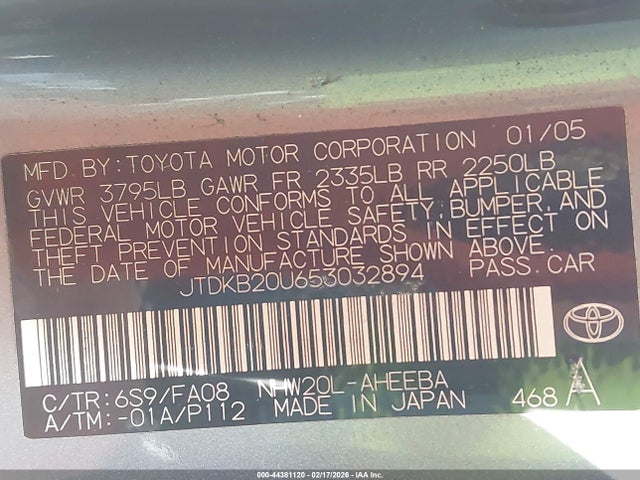 MFD.BY:TOYOTA MOTOR CORPORATION 01/05
GVWR 3795LB GAWR FR 2335LB RR 2250LB
THIS VEHICLE CONFORMS TO ALL APPLICABLE
FEDERAL MOTOR VEHICLE SAFETY,BUMPER,AND
THEFT PREVENTION STANDARDS IN EFFECT ON
THE DATE OF MANUFACTURE SHOWN ABOVE.
JTDKB20U653032894 PASS.CAR
C/TR:6S9/FA08 NHW20L-AHEEBA
A/TM:-01A/P112 MADE IN JAPAN 468 A
000-44381120 - 02/17/2026 - IAA Corp.